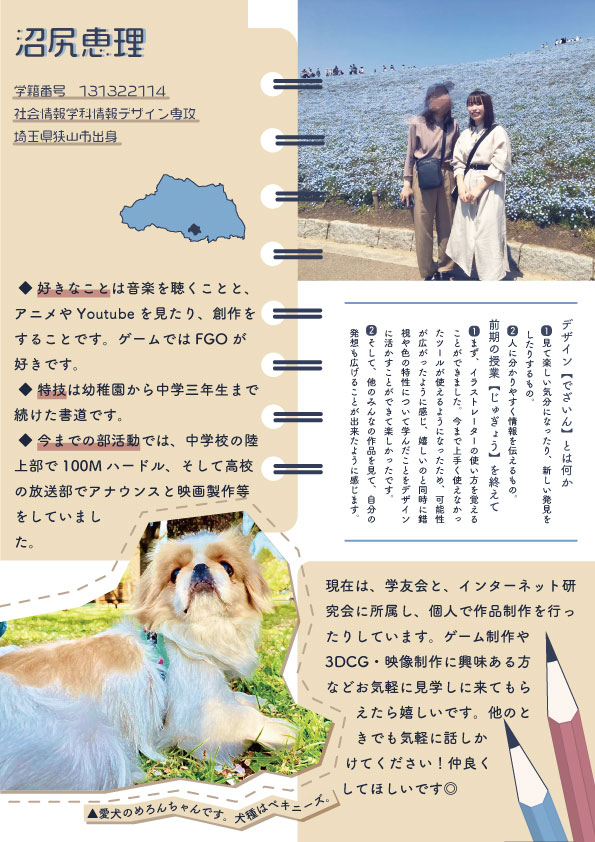 沼尻恵理
学籍番号　131322114
社会情報学科情報デザイン専攻
埼玉県狭山市出身
◆ 好きなことは音楽を聴くことと、
アニメや Youtube を見たり、創作を
することです。ゲームでは FGO が
好きです。
◆ 特技は幼稚園から中学三年生まで
続けた書道です。
◆ 今までの部活動では、中学校の陸
上部で 100M ハードル、そして高校
の放送部でアナウンスと映画製作等
をしていまし
た。
デザイン【でざいん】とは何か
❶見て楽しい気分になったり、新しい発見を
したりするもの。
❷人に分かりやすく情報を伝えるもの。
前期の授業【じゅぎょう】を終えて
❶まず、イラストレーターの使い方を覚える
ことができました。今まで上手く使えなかっ
たツールが使えるようになったため、可能性
が広がったように感じ、嬉しいのと同時に錯
視や色の特性について学んだことをデザイン
に活かすことができて楽しかったです。
❷そして、他のみんなの作品を見て、自分の
発想も広げることが出来たように感じます。
現在は、学友会と、インターネット研
究会に所属し、個人で作品制作を行っ
たりしています。ゲーム制作や
3DCG・映像制作に興味ある方
などお気軽に見学しに来てもら
えたら嬉しいです。他のと
きでも気軽に話しか
けてください！仲良く
してほしいです◎
▲愛犬のめろんちゃんです。犬種はペキニーズ。